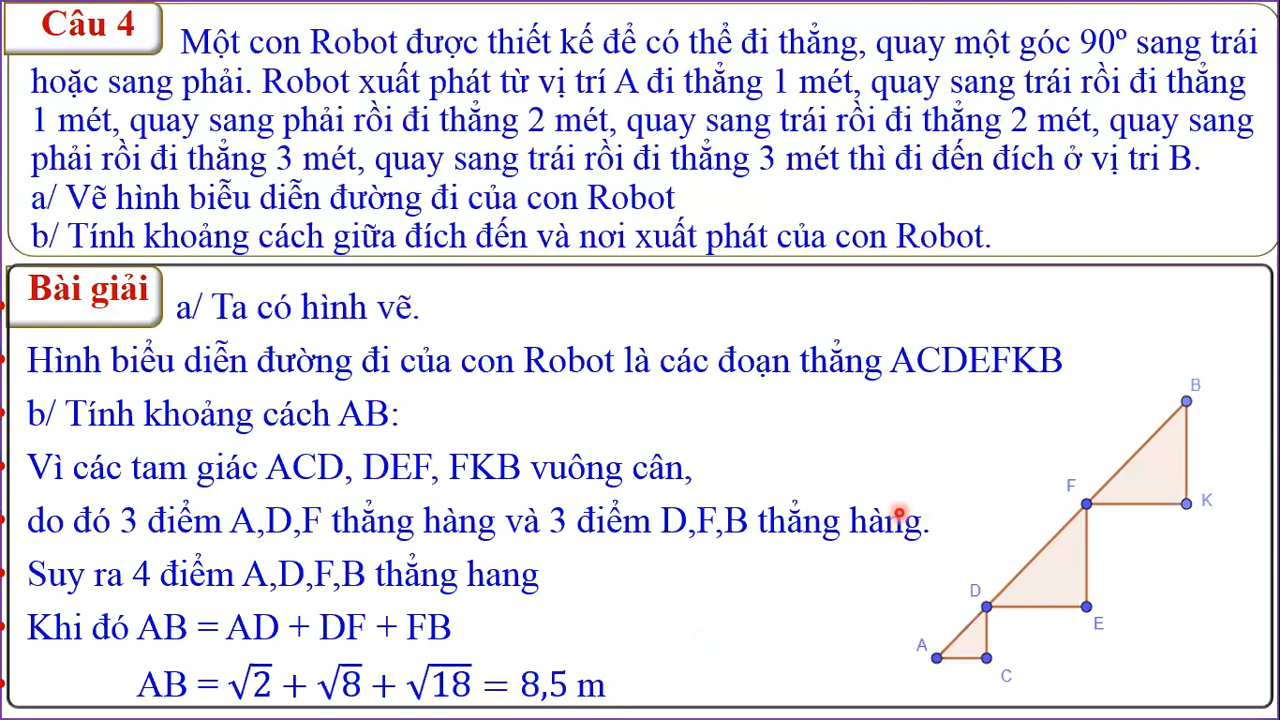 Câu 4
Một con Robot được thiết kế để có thể đi thẳng, quay một góc 90º sang trái
hoặc sang phải. Robot xuất phát từ vị trí A đi thẳng 1 mét, quay sang trái rồi đi thẳng
1 mét, quay sang phải rồi đi thẳng 2 mét, quay sang trái rồi đi thẳng 2 mét, quay sang
phải rồi đi thẳng 3 mét, quay sang trái rồi đi thẳng 3 mét thì đi đến đích ở vị tri B.
a/ Vẽ hình biễu diễn đường đi của con Robot
b/ Tính khoảng cách giữa đích đến và nơi xuất phát của con Robot.
Bài giải
a/ Ta có hình vẽ.
Hình biểu diễn đường đi của con Robot là các đoạn thẳng ACDEFKB
b/ Tính khoảng cách AB:
Vì các tam giác ACD, DEF, FKB vuông cân,
do đó 3 điểm A,D,F thẳng hàng và 3 điểm D,F,B thẳng hàng.
Suy ra 4 điểm A,D,F,B thẳng hang
Khi đó AB = AD + DF + FB
AB = √2 + √8 + √18 = 8,5 m
B
F
K
D
E
A
C